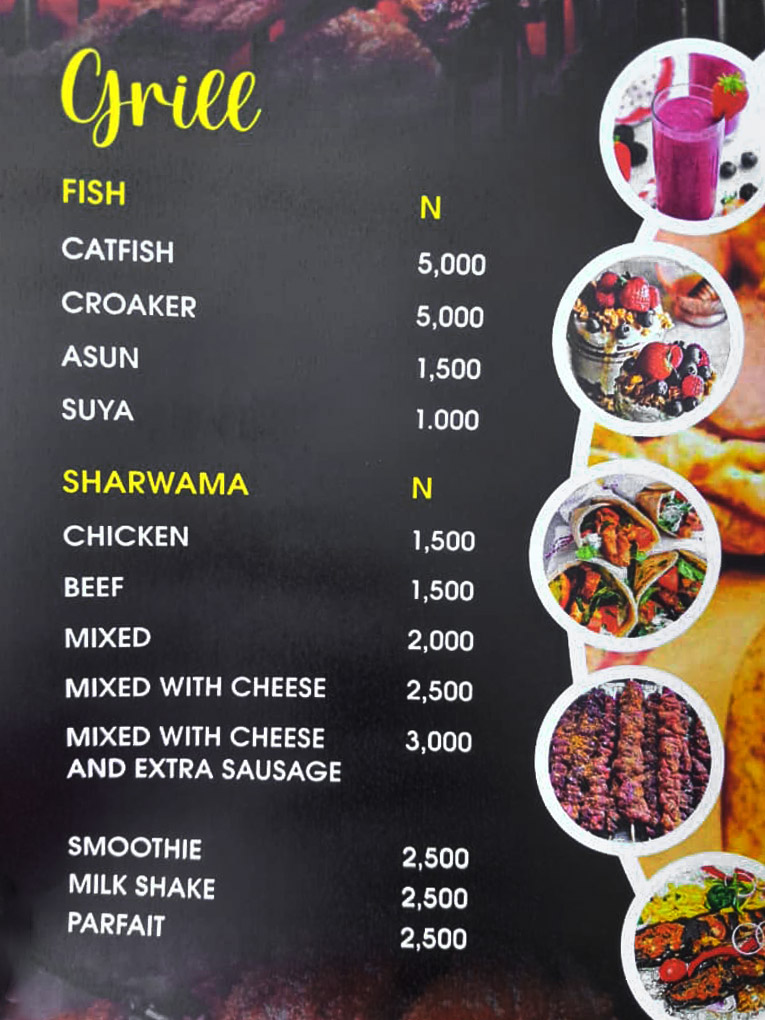 Grill
FISH N
CATFISH 5,000
CROAKER 5,000
ASUN 1,500
SUYA 1.000
SHARWAMA N
CHICKEN 1,500
BEEF 1,500
MIXED 2,000
MIXED WITH CHEESE 2,500
MIXED WITH CHEESE 3,000
AND EXTRA SAUSAGE
SMOOTHIE 2,500
MILK SHAKE 2,500
PARFAIT 2,500